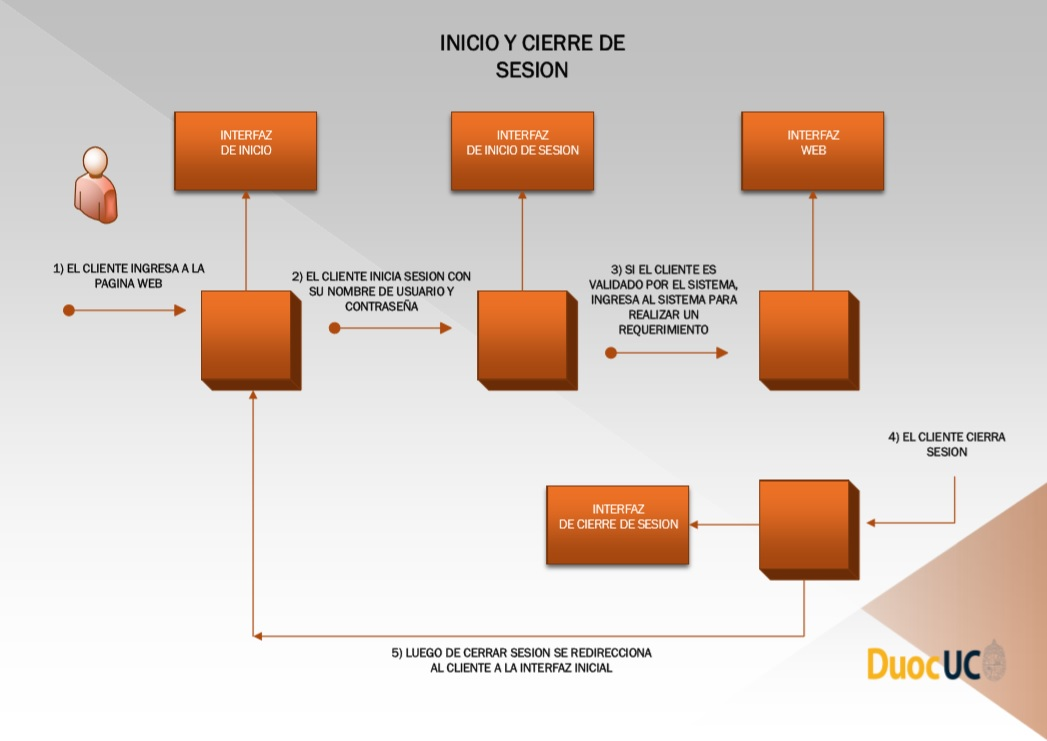 INICIO Y CIERRE DE
SESION
INTERFAZ
DE INICIO
INTERFAZ
DE INICIO DE SESION
INTERFAZ
WEB
1) EL CLIENTE INGRESA A LA
PAGINA WEB
2) EL CLIENTE INICIA SESION CON
SU NOMBRE DE USUARIO Y
CONTRASEÑA
3) SI EL CLIENTE ES
VALIDADO POR EL SISTEMA,
INGRESA AL SISTEMA PARA
REALIZAR UN
REQUERIMIENTO
4) EL CLIENTE CIERRA
SESION
INTERFAZ
DE CIERRE DE SESION
5) LUEGO DE CERRAR SESION SE REDIRECCIONA
AL CLIENTE A LA INTERFAZ INICIAL
DuocUC